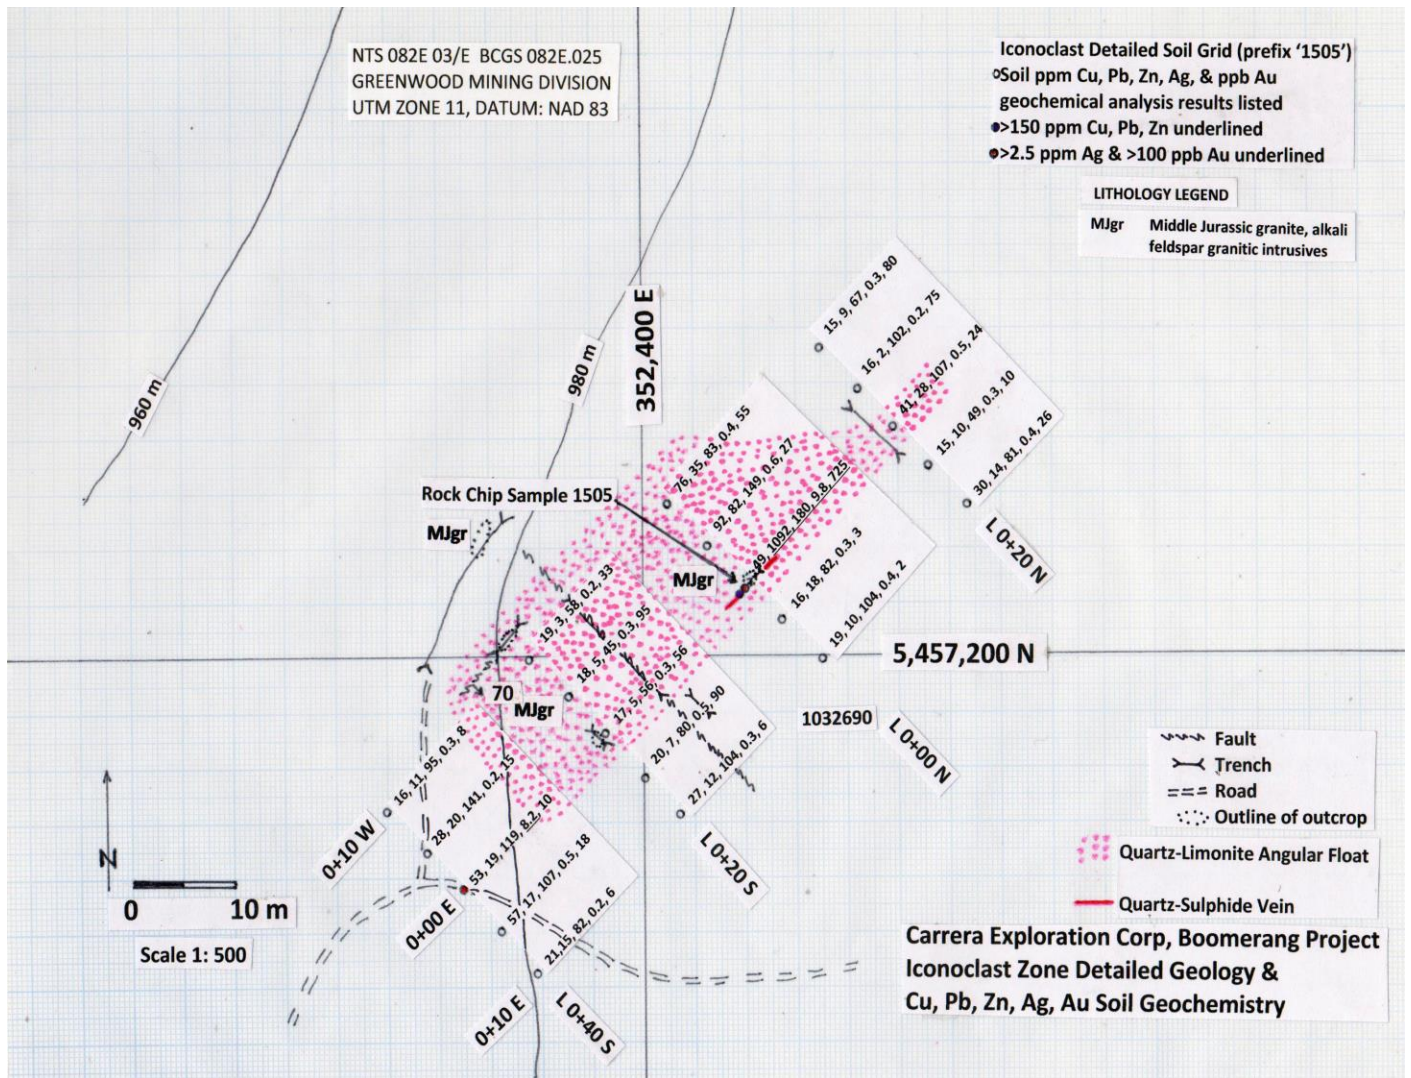 NTS 082E 03/E BCGS 082E.025
GREENWOOD MINING DIVISION
UTM ZONE 11, DATUM: NAD 83
Iconoclast Detailed Soil Grid (prefix '1505')
Soil ppm Cu, Pb, Zn, Ag, & ppb Au
geochemical analysis results listed
>150 ppm Cu, Pb, Zn underlined
>2.5 ppm Ag & >100 ppb Au underlined
LITHOLOGY LEGEND
MJgr Middle Jurassic granite, alkali
feldspar granitic intrusives
960 m
980 m
352,400 E
15, 9, 67, 0.3, 80
16, 2, 102, 0.2, 75
41, 28, 107, 0.5, 24
15, 10, 49, 0.3, 10
30, 14, 81, 0.4, 26
L 0+20 N
Rock Chip Sample 1505
MJgr
76, 35, 83, 0.4, 55
92, 82, 149, 0.6, 27
49, 1092, 180, 9.8, 725
16, 18, 82, 0.3, 3
19, 10, 104, 0.4, 2
MJgr
5,457,200 N
L 0+00 N
1032690
19, 3, 58, 0.2, 33
18, 5, 45, 0.3, 95
17, 5, 56, 0.3, 56
20, 7, 80, 0.5, 90
27, 12, 104, 0.3, 6
70
MJgr
L 0+20 S
16, 11, 95, 0.3, 8
28, 20, 141, 0.2, 15
53, 19, 119, 8.2, 10
57, 17, 107, 0.5, 18
21,15, 82, 0.2, 6
0+10 W
0+00 E
0+10 E
L 0+40 S
N
0 10 m
Scale 1: 500
Fault
Trench
Road
Outline of outcrop
Quartz-Limonite Angular Float
Quartz-Sulphide Vein
Carrera Exploration Corp, Boomerang Project
Iconoclast Zone Detailed Geology &
Cu, Pb, Zn, Ag, Au Soil Geochemistry